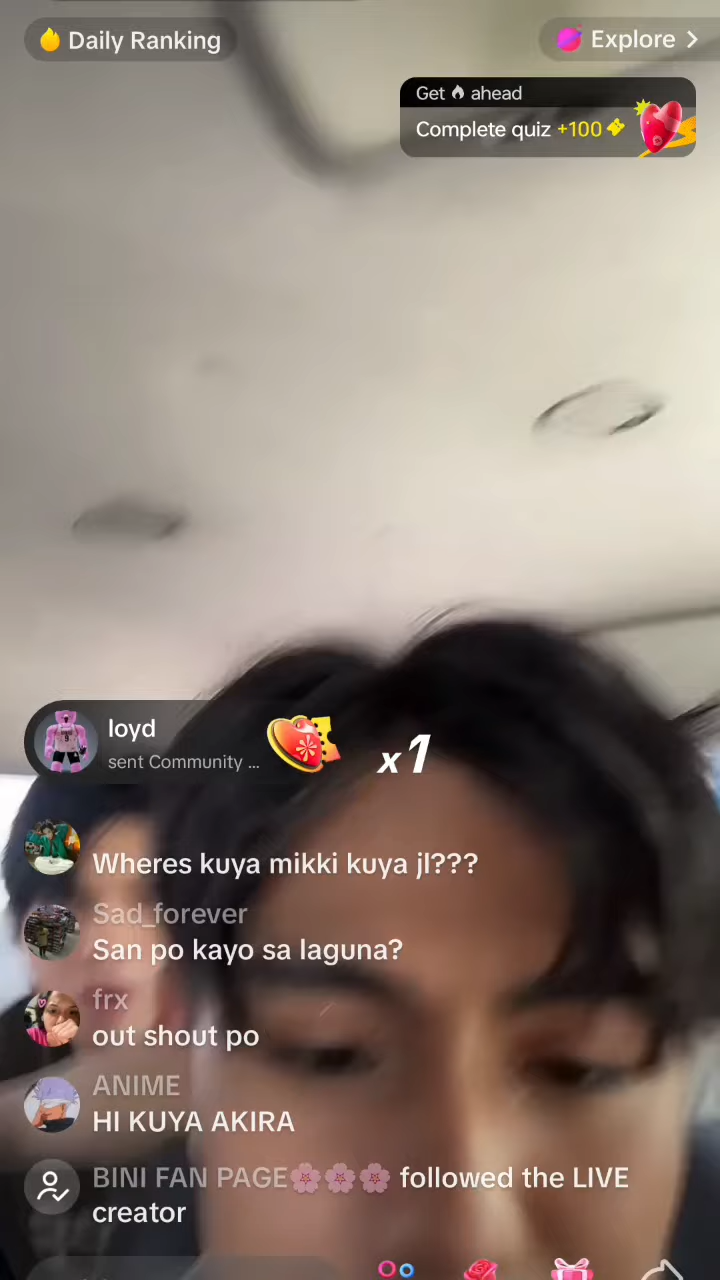 Daily Ranking
Explore
Get ahead
Complete quiz +100
loyd
sent Community ...
x1
Wheres kuya mikki kuya jl???
Sad_forever
San po kayo sa laguna?
frx
out shout po
ANIME
HI KUYA AKIRA
BINI FAN PAGE🌸🌸🌸 followed the LIVE
creator